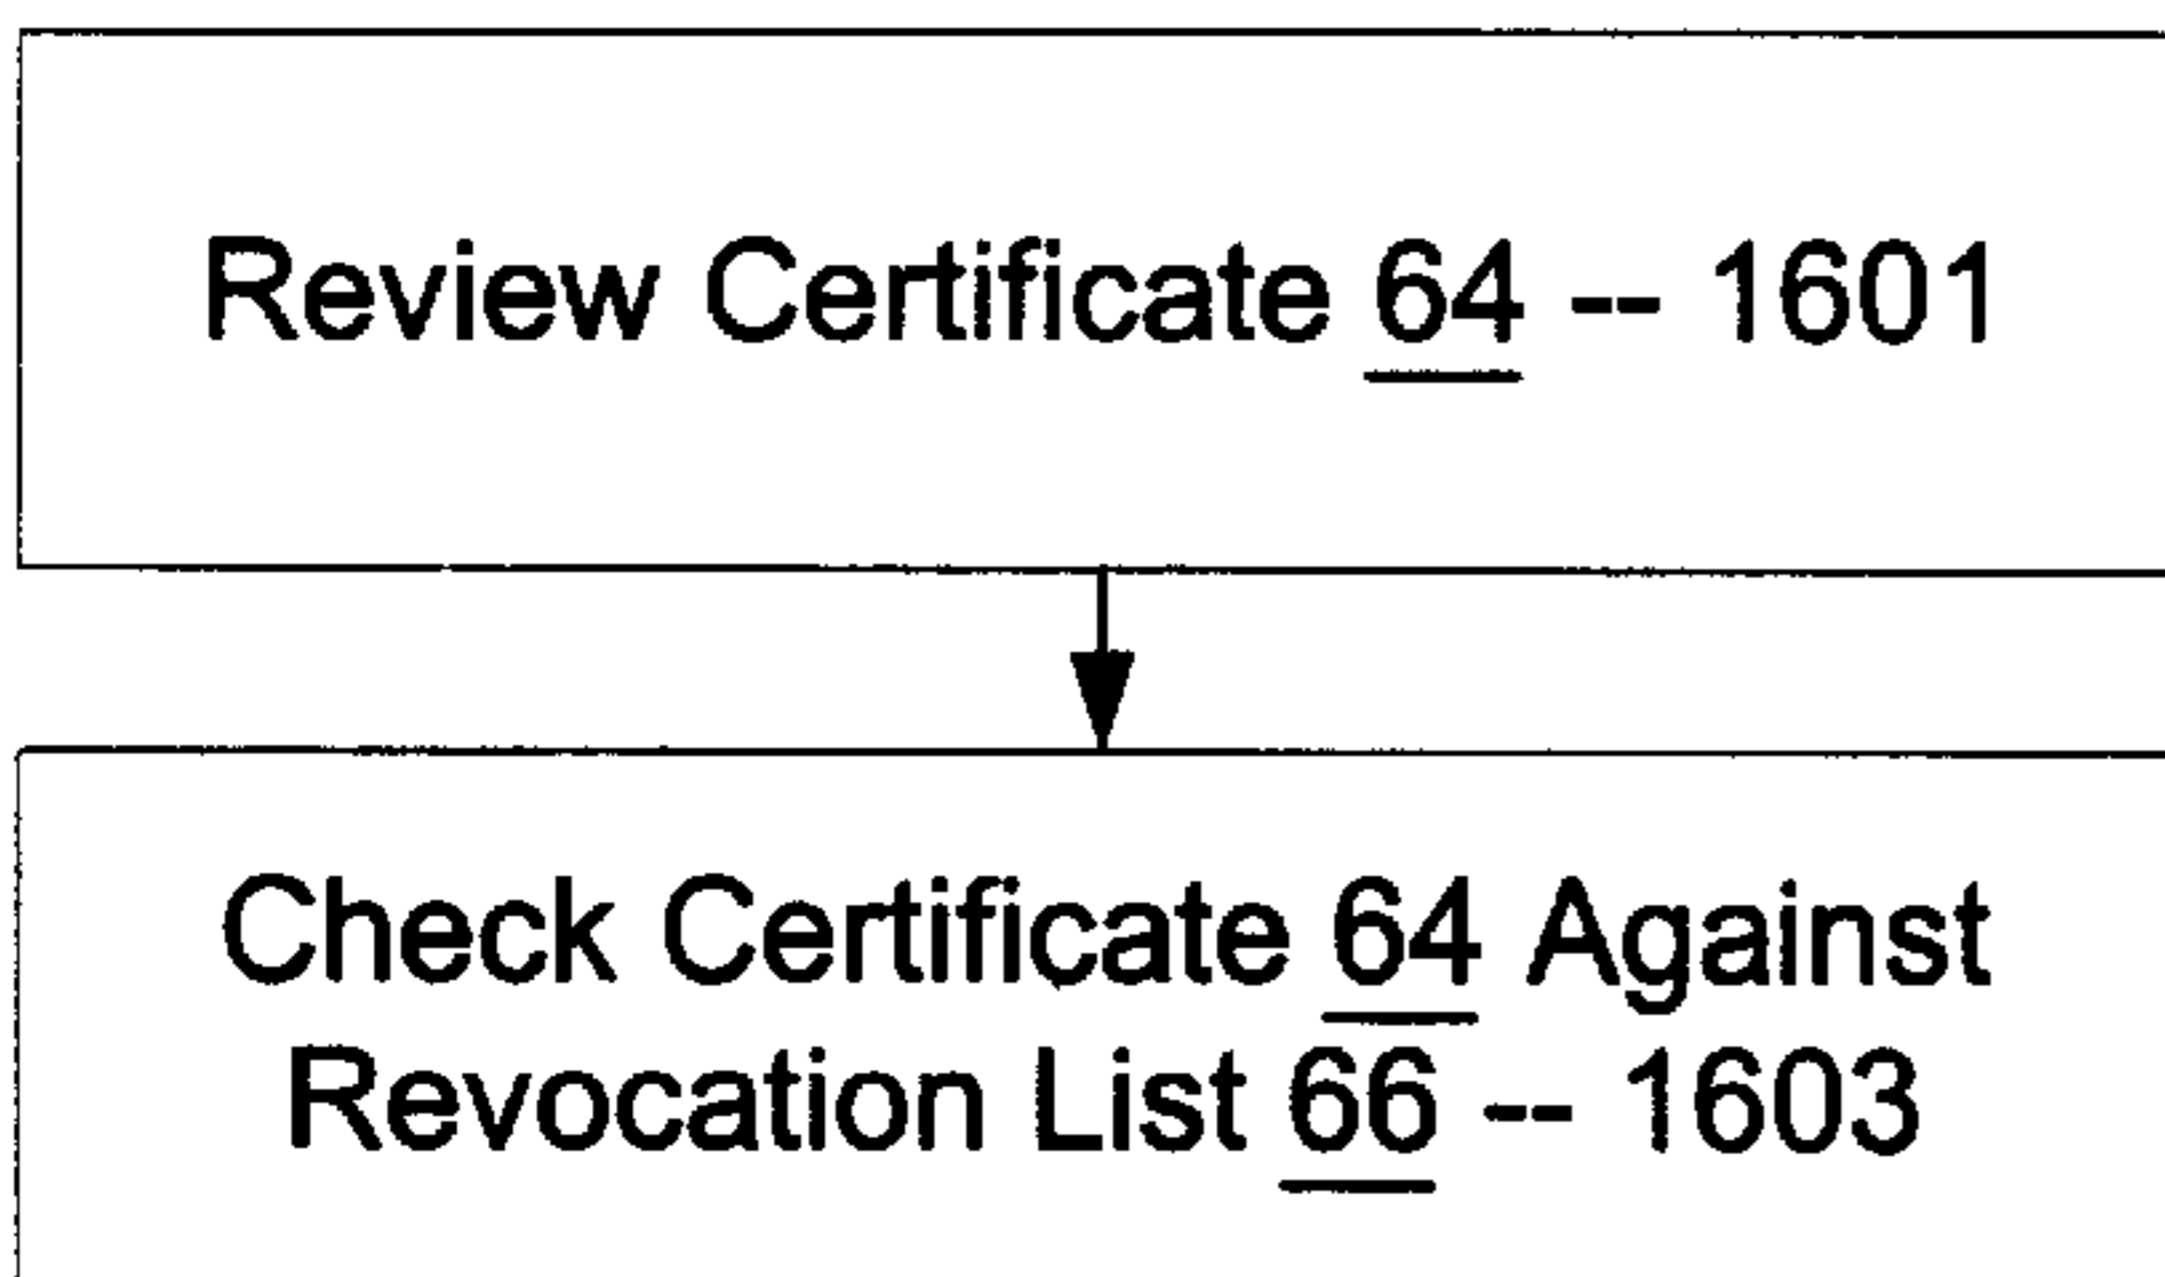 Review Certificate 64 -- 1601
Check Certificate 64 Against
Revocation List 66 -- 1603